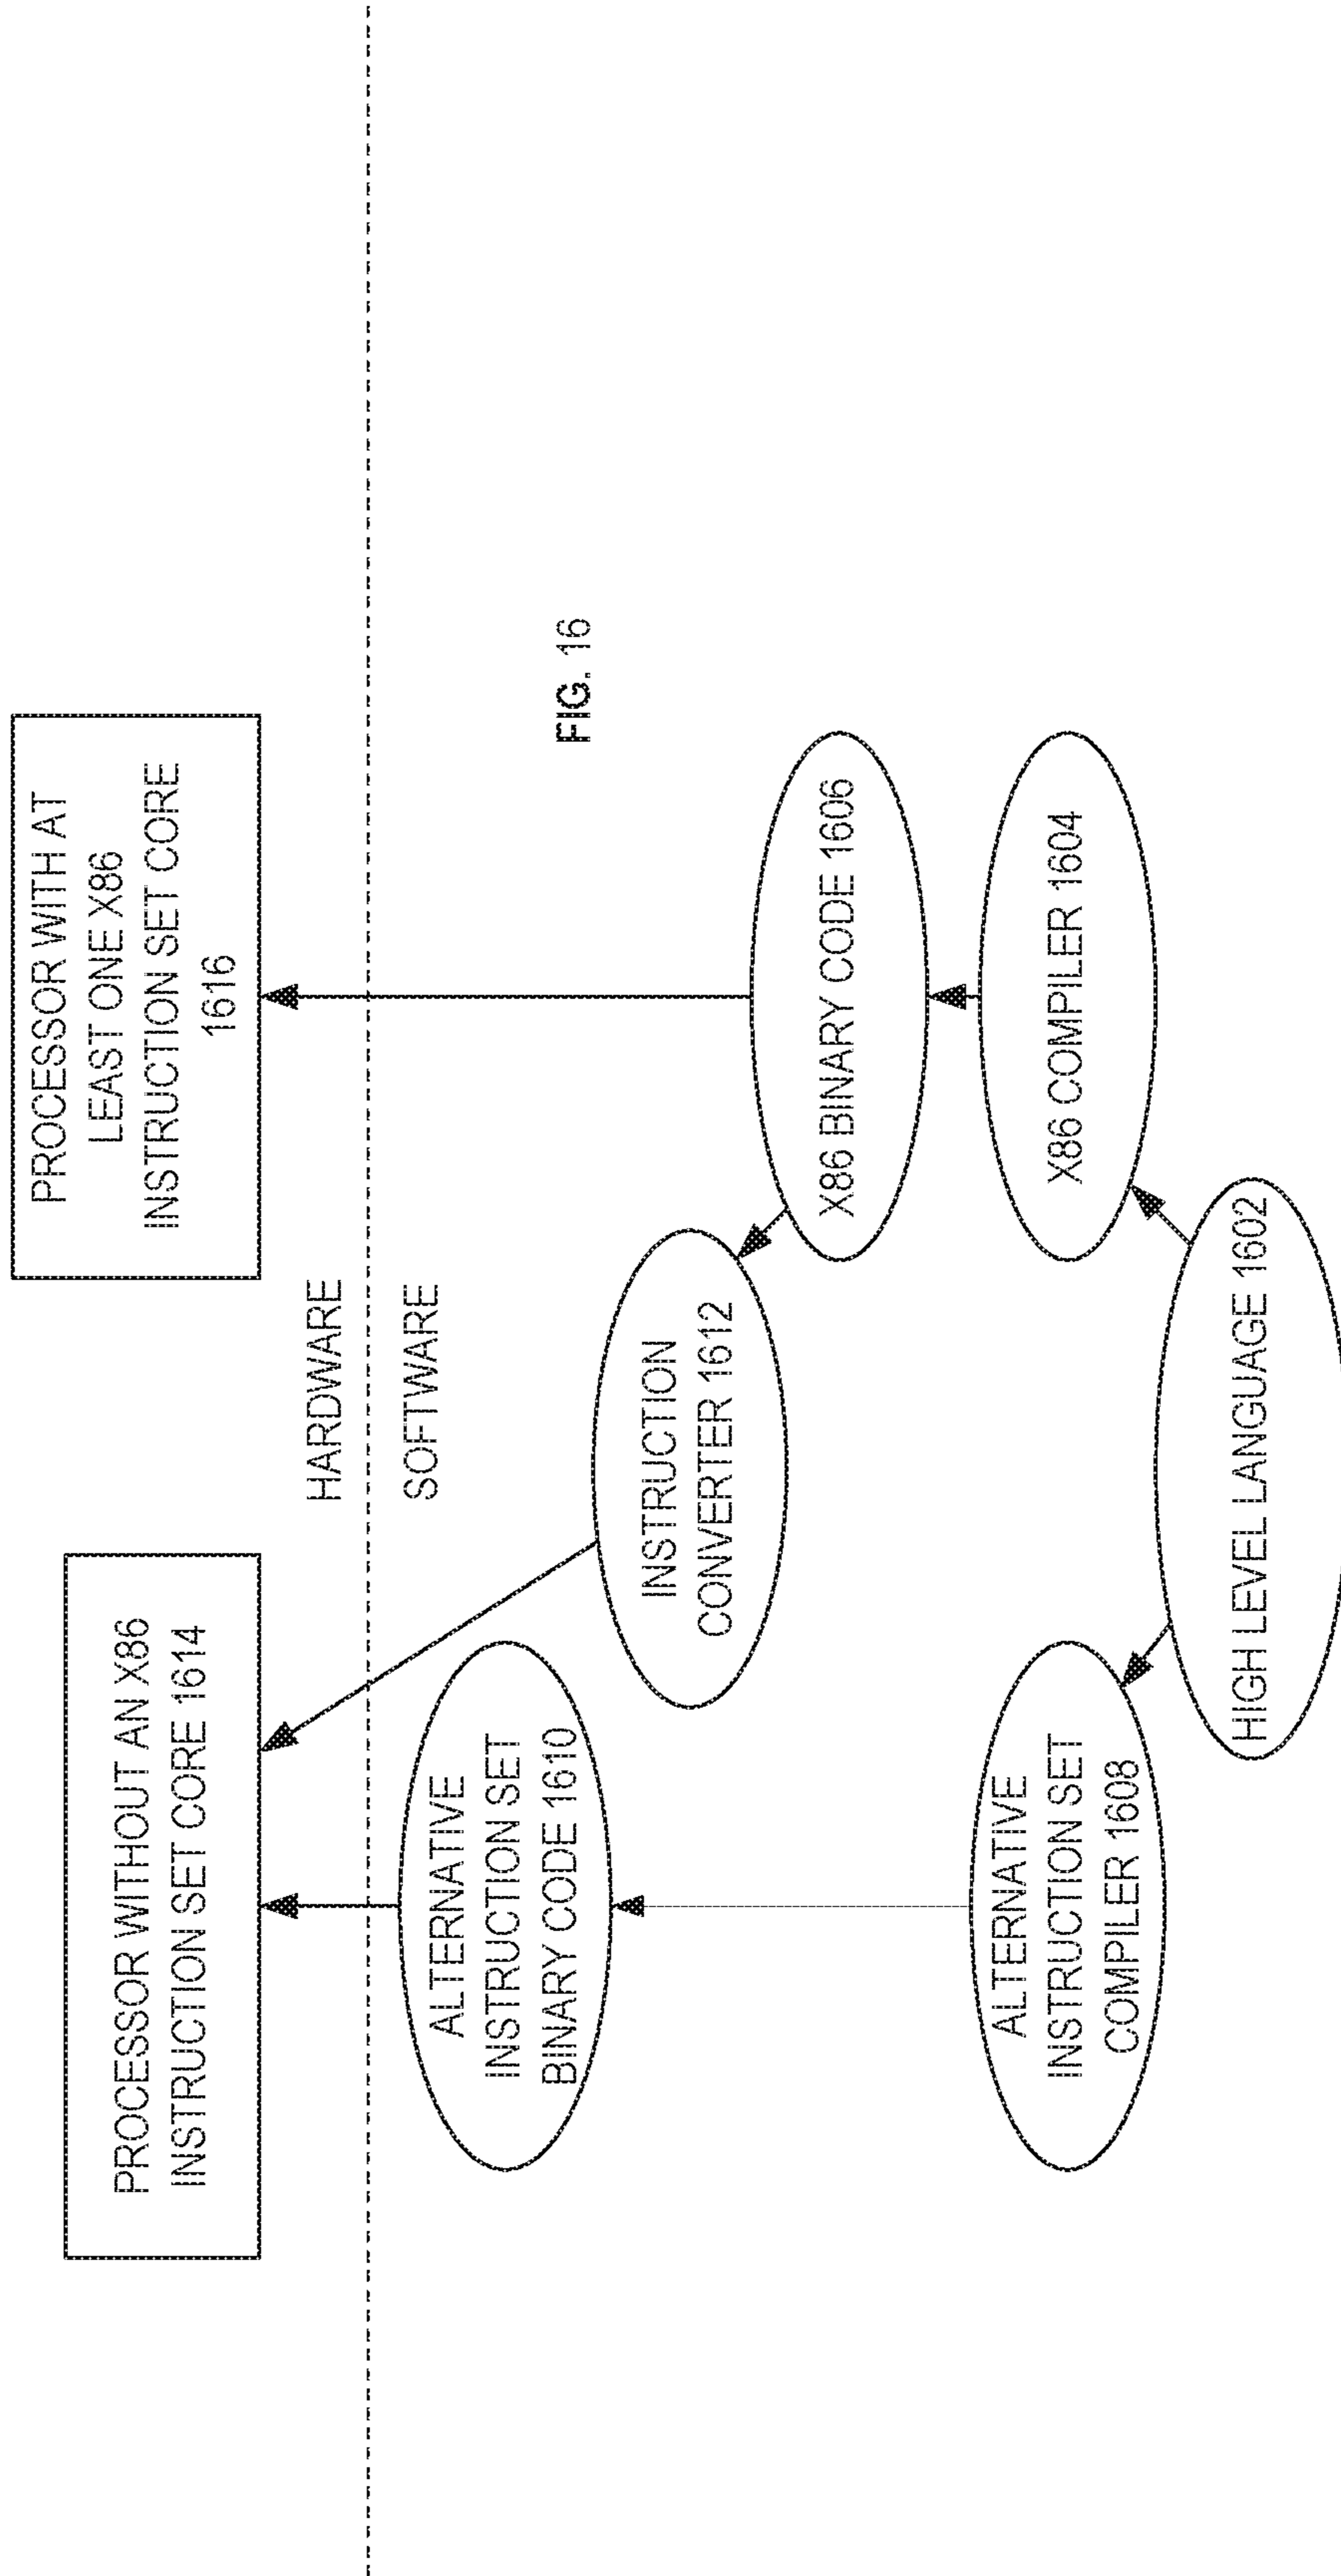 PROCESSOR WITHOUT AN X86
INSTRUCTION SET CORE 1614
PROCESSOR WITH AT
LEAST ONE X86
INSTRUCTION SET CORE
1616
HARDWARE
SOFTWARE
ALTERNATIVE
INSTRUCTION SET
BINARY CODE 1610
FIG. 16
INSTRUCTION
CONVERTER 1612
X86 BINARY CODE 1606
ALTERNATIVE
INSTRUCTION SET
COMPILER 1608
X86 COMPILER 1604
HIGH LEVEL LANGUAGE 1602